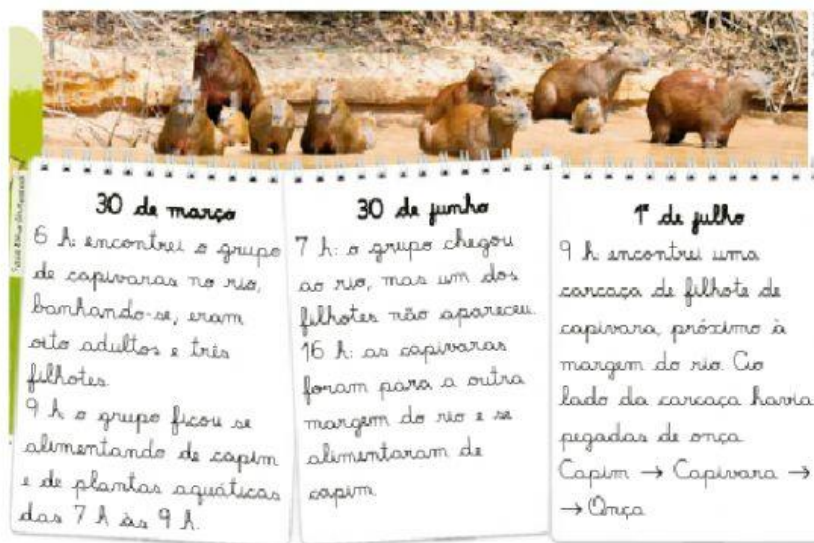 30 de março
6 h: encontrei o grupo
de capivaras no rio,
banhando-se, eram
oito adultos e três
filhotes.
9 h o grupo ficou se
alimentando de capim
e de plantas aquáticas
das 7 h às 9 h.
30 de junho
7 h: o grupo chegou
ao rio, mas um dos
filhotes não apareceu.
16 h: as capivaras
foram para a outra
margem do rio e se
alimentaram de
capim.
1º de julho
9 h encontrei uma
carcaça de filhote de
capivara, próximo à
margem do rio. Ao
lado da carcaça havia
pegadas de onça
Capim → Capivara →
→ Onça